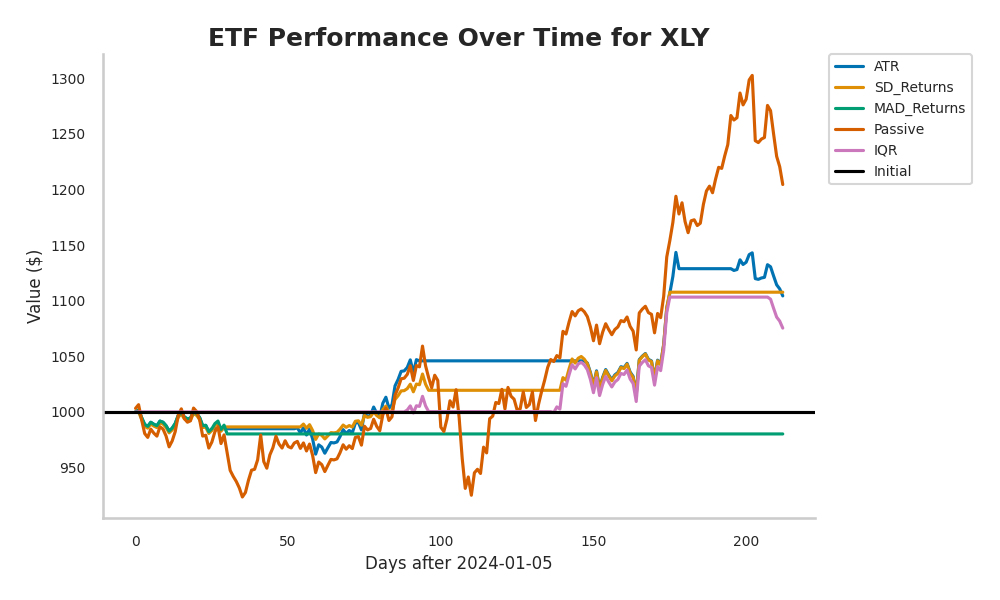 ETF Performance Over Time for XLY
1300
1250
1200
1150
1100
1050
1000
950
Value ($)
0
50
100
150
200
Days after 2024-01-05
ATR
SD_Returns
MAD_Returns
Passive
IQR
Initial